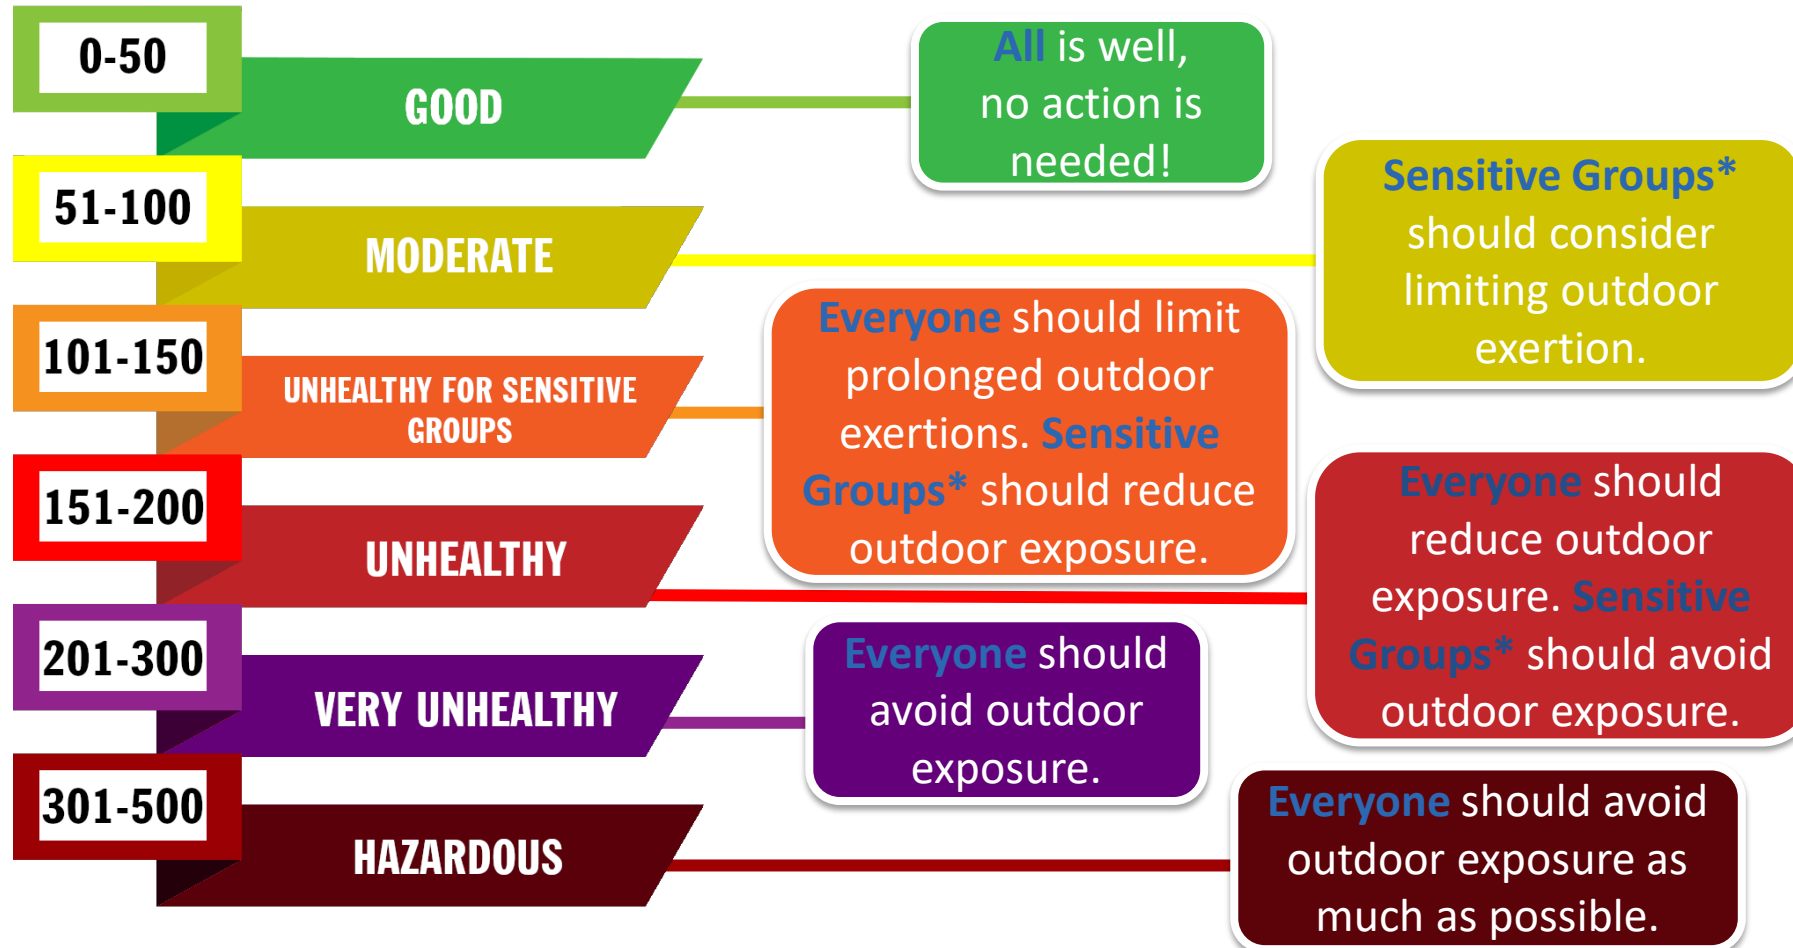 0-50
GOOD
All is well,
no action is
needed!
51-100
MODERATE
Sensitive Groups*
should consider
limiting outdoor
exertion.
101-150
UNHEALTHY FOR SENSITIVE
GROUPS
Everyone should limit
prolonged outdoor
exertions. Sensitive
Groups* should reduce
outdoor exposure.
151-200
UNHEALTHY
Everyone should
reduce outdoor
exposure. Sensitive
Groups* should avoid
outdoor exposure.
201-300
VERY UNHEALTHY
Everyone should
avoid outdoor
exposure.
301-500
HAZARDOUS
Everyone should avoid
outdoor exposure as
much as possible.